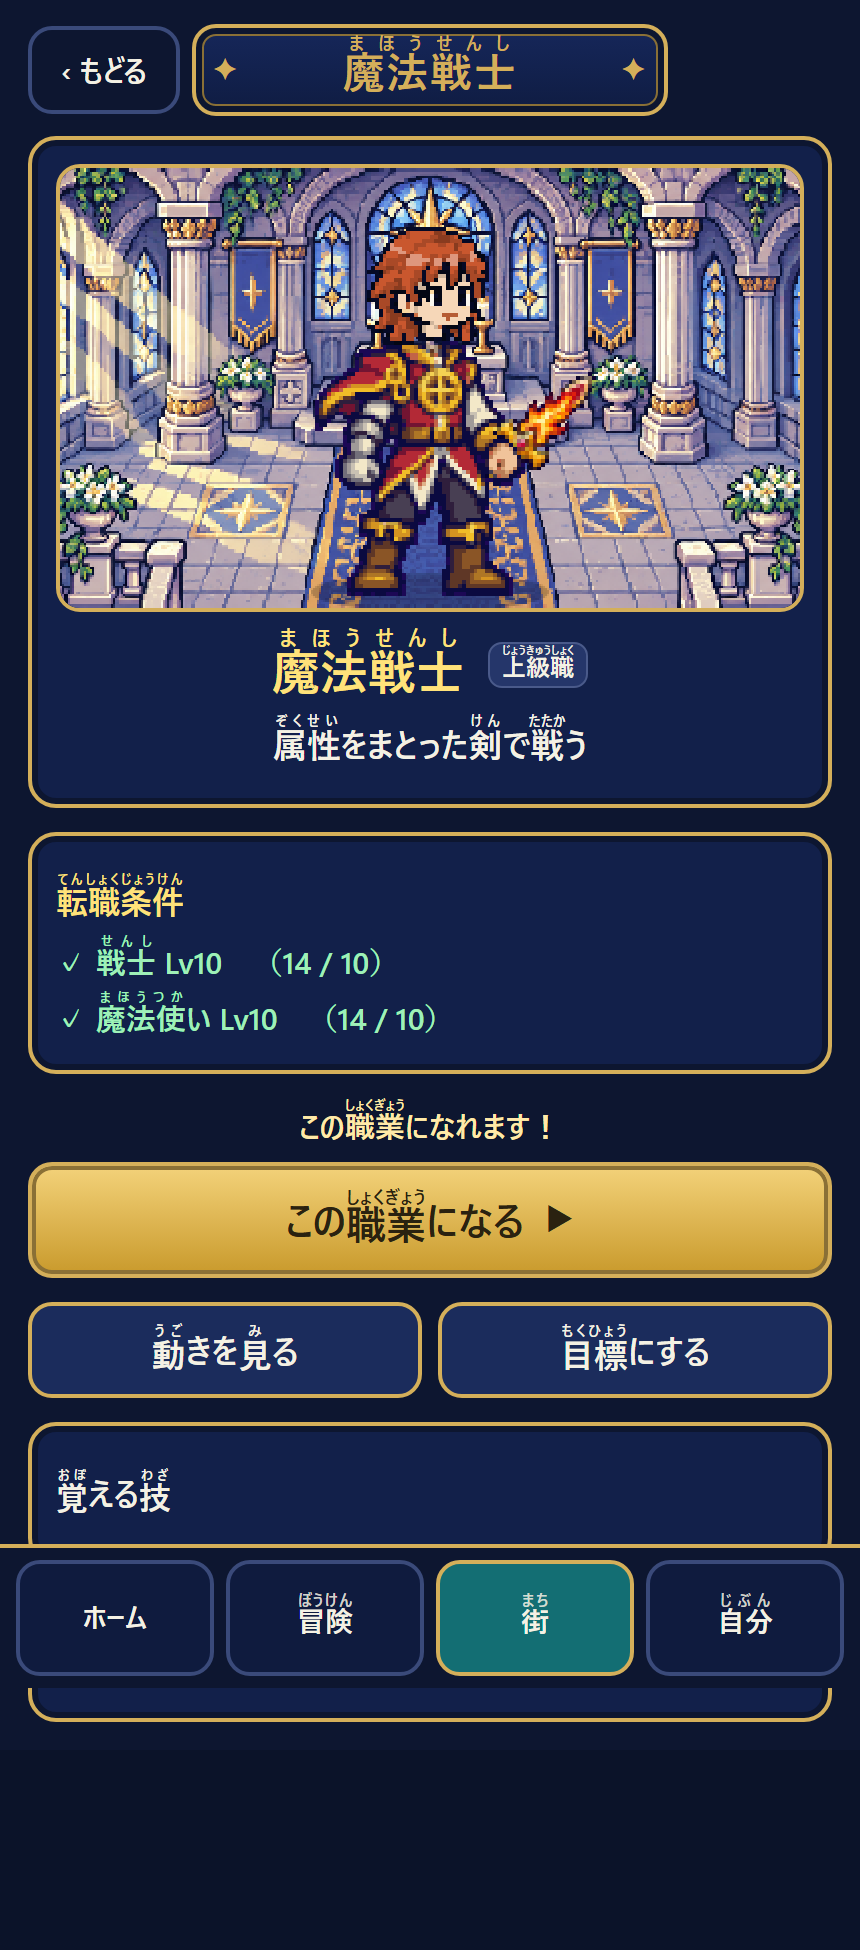 ‹ もどる
まほうせんし
魔法戦士
まほうせんし
魔法戦士
じょうきゅうしょく
上級職
ぞくせい けん たたか
属性をまとった剣で戦う
てんしょくじょうけん
転職条件
せんし
✓ 戦士 Lv10 （14 / 10）
まほうつか
✓ 魔法使い Lv10 （14 / 10）
しょくぎょう
この職業になれます！
しょくぎょう
この職業になる ▶
うご み
動きを見る
もくひょう
目標にする
おぼ わざ
覚える技
ホーム
ぼうけん
冒険
まち
街
じぶん
自分